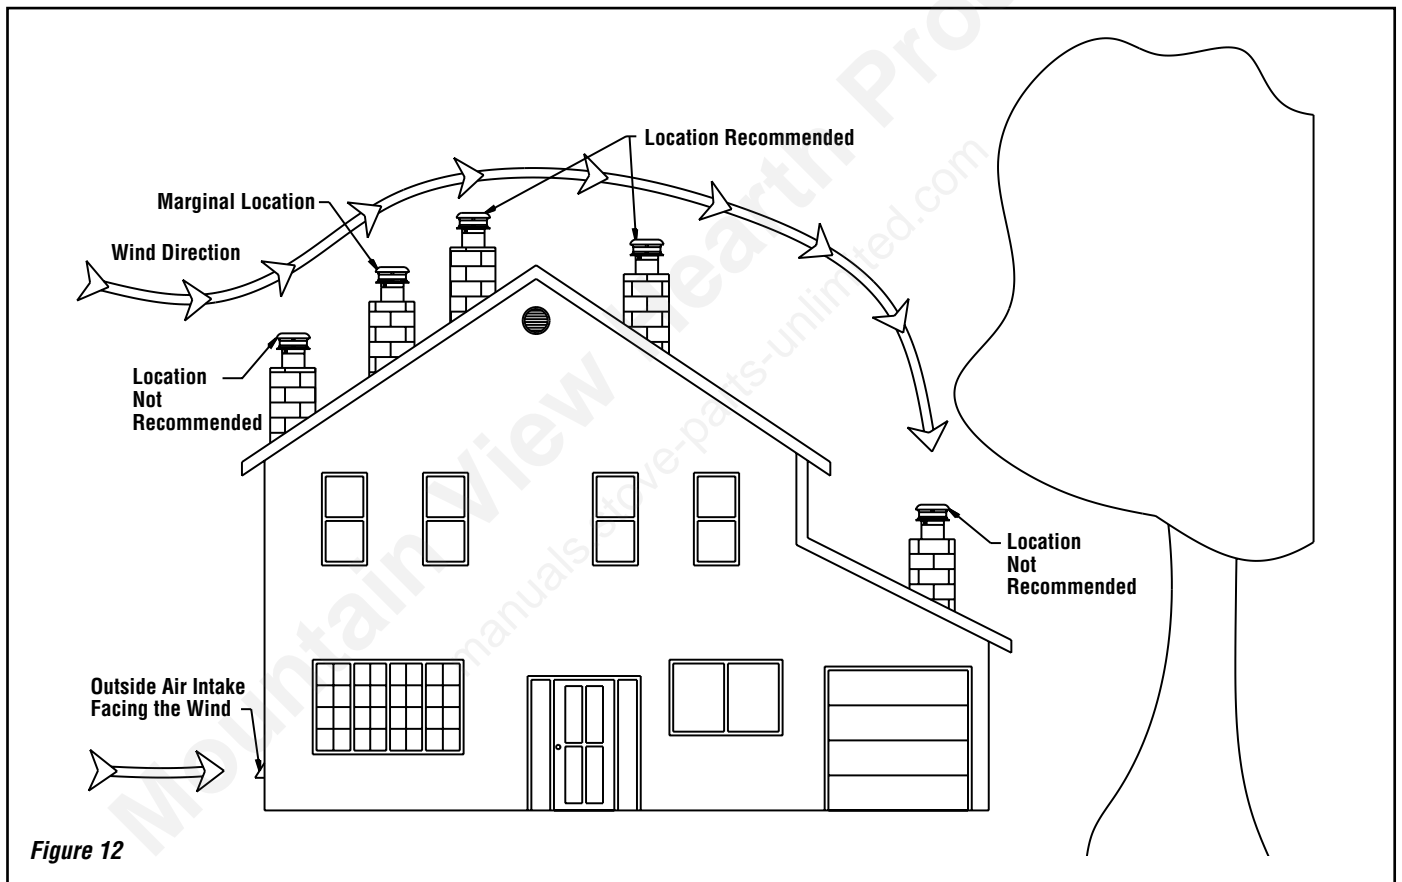 Location Recommended
Marginal Location
Wind Direction
Location
Not
Recommended
Location
Not
Recommended
Outside Air Intake
Facing the Wind
Figure 12
Mountain View Hearth
manuals.stove-parts-unlimited.com